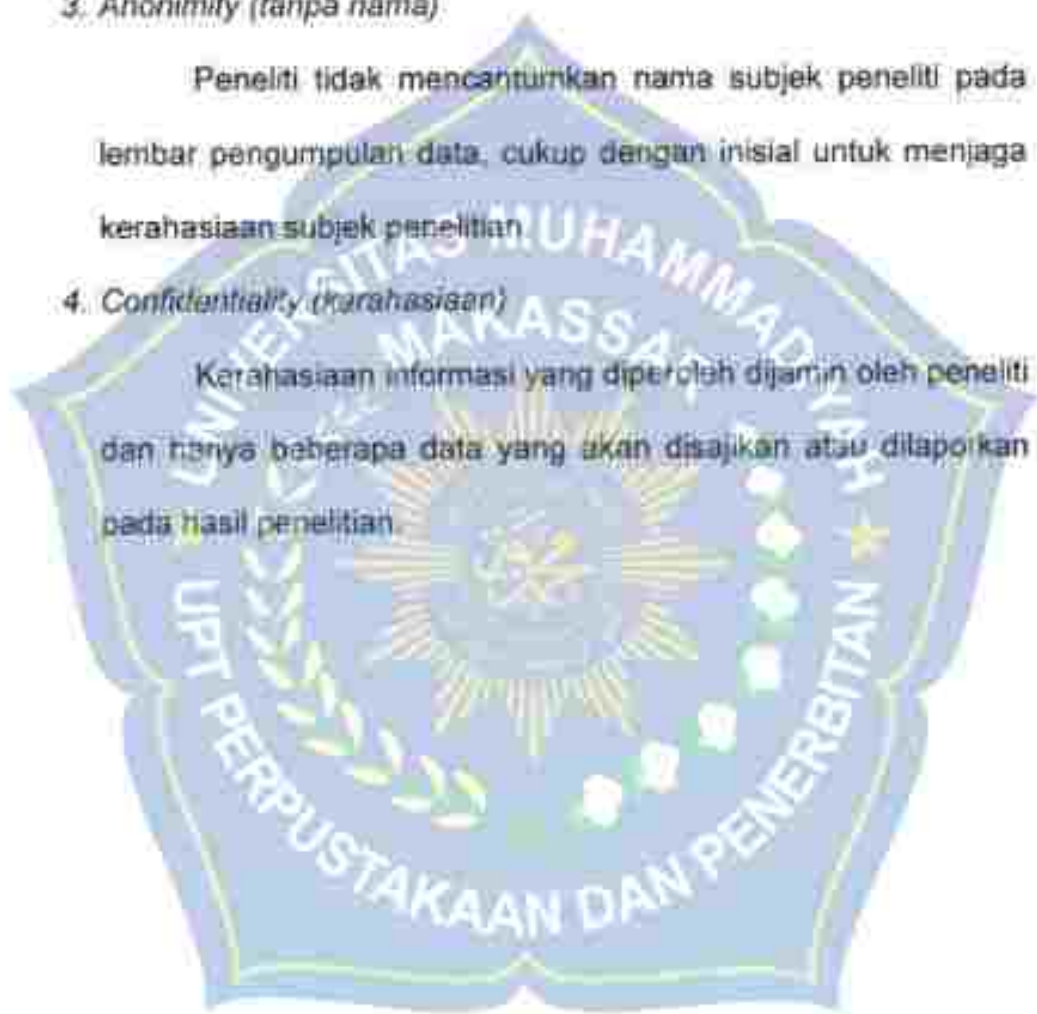 3. Anonimity (tanpa nama)
Peneliti tidak mencantumkan nama subjek peneliti pada
lembar pengumpulan data, cukup dengan inisial untuk menjaga
kerahasiaan subjek penelitian
4. Confidentiality (kerahasiaan)
Kerahasiaan informasi yang diperoleh dijamin oleh peneliti
dan hanya beberapa data yang akan disajikan atau dilaporkan
pada hasil penelitian.
UNIVERSITAS MUHAMMADIYAH
MAKASSAR
UPT PERPUSTAKAAN DAN PENERBITAN